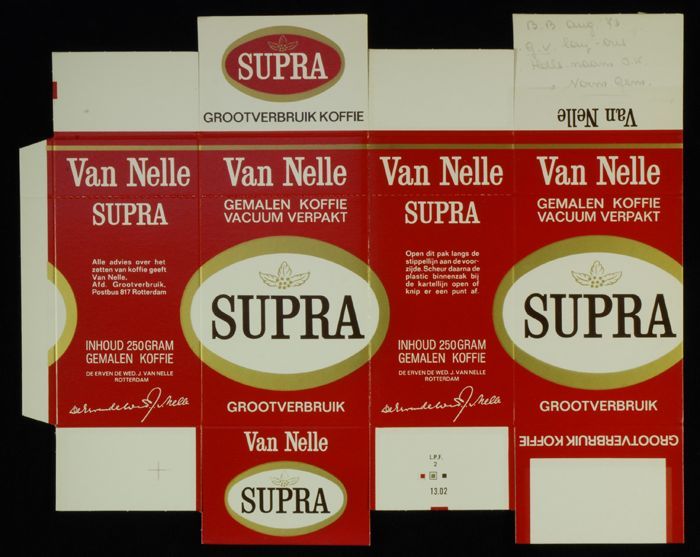 SUPRA
GROOTVERBRUIK KOFFIE
B.B. aug. 83
Van Nelle
Van Nelle
SUPRA
Alle advies over het
zetten van koffie geeft
Van Nelle.
Afd. Grootverbruik,
Postbus 817 Rotterdam
INHOUD 250 GRAM
GEMALEN KOFFIE
DE ERVEN DE WED. J. VAN NELLE
ROTTERDAM
Van Nelle
GEMALEN KOFFIE
VACUUM VERPAKT
SUPRA
GROOTVERBRUIK
Van Nelle
SUPRA
Open dit pak langs de
stippellijn aan de voor-
zijde. Scheur daarna de
plastic binnenzak bij
de kartellijn open of
knip er een punt af.
INHOUD 250 GRAM
GEMALEN KOFFIE
DE ERVEN DE WED. J. VAN NELLE
ROTTERDAM
Van Nelle
GEMALEN KOFFIE
VACUUM VERPAKT
SUPRA
GROOTVERBRUIK
Van Nelle
SUPRA
L.P.F.
2
13.02
GROOTVERBRUIK KOFFIE